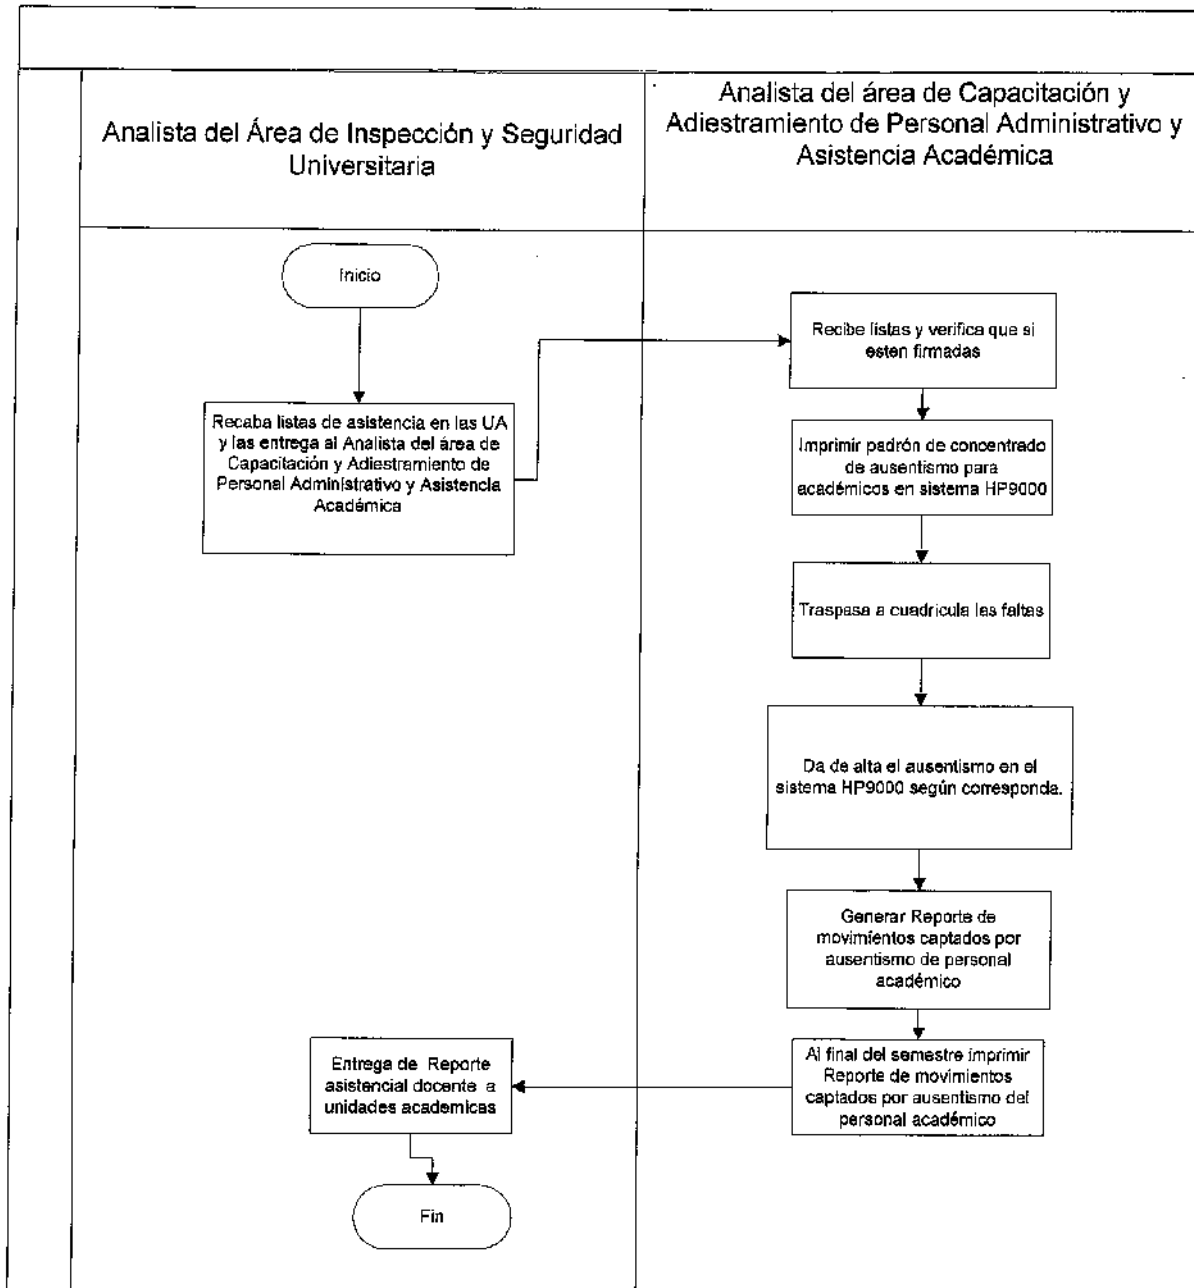 Analista del Área de Inspección y Seguridad
Universitaria
Analista del área de Capacitación y
Adiestramiento de Personal Administrativo y
Asistencia Académica
Inicio
Recaba listas de asistencia en las UA
y las entrega al Analista del área de
Capacitación y Adiestramiento de
Personal Administrativo y Asistencia
Académica
Recibe listas y verifica que si
esten firmadas
Imprimir padrón de concentrado
de ausentismo para
académicos en sistema HP9000
Traspasa a cuadricula las faltas
Da de alta el ausentismo en el
sistema HP9000 según corresponda.
Generar Reporte de
movimientos captados por
ausentismo de personal
académico
Al final del semestre imprimir
Reporte de movimientos
captados por ausentismo del
personal académico
Entrega de Reporte
asistencial docente a
unidades academicas
Fin